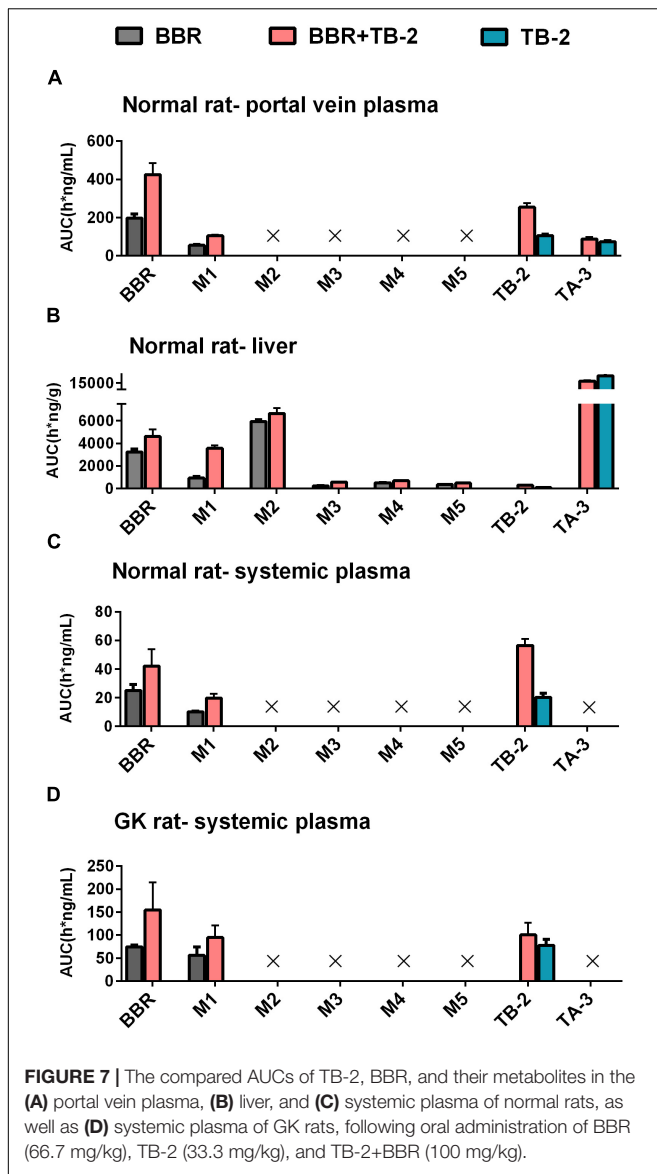 BBR BBR+TB-2 TB-2
A
Normal rat- portal vein plasma
AUC(h*ng/mL)
600
400
200
0
× × × ×
BBR M1 M2 M3 M4 M5 TB-2 TA-3
B
Normal rat- liver
AUC(h*ng/g)
15000
6000
4000
2000
0
BBR M1 M2 M3 M4 M5 TB-2 TA-3
C
Normal rat- systemic plasma
AUC(h*ng/mL)
80
60
40
20
0
× × × × ×
BBR M1 M2 M3 M4 M5 TB-2 TA-3
D
GK rat- systemic plasma
AUC(h*ng/mL)
250
200
150
100
50
0
× × × × ×
BBR M1 M2 M3 M4 M5 TB-2 TA-3
FIGURE 7 | The compared AUCs of TB-2, BBR, and their metabolites in the
(A) portal vein plasma, (B) liver, and (C) systemic plasma of normal rats, as
well as (D) systemic plasma of GK rats, following oral administration of BBR
(66.7 mg/kg), TB-2 (33.3 mg/kg), and TB-2+BBR (100 mg/kg).